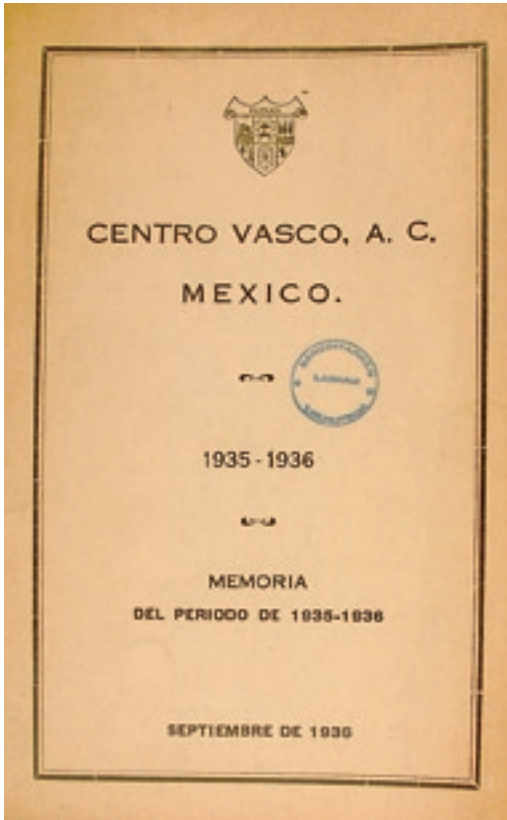 CENTRO VASCO, A. C.
MEXICO.
1935-1936
MEMORIA
DEL PERIODO DE 1935-1936
SEPTIEMBRE DE 1936